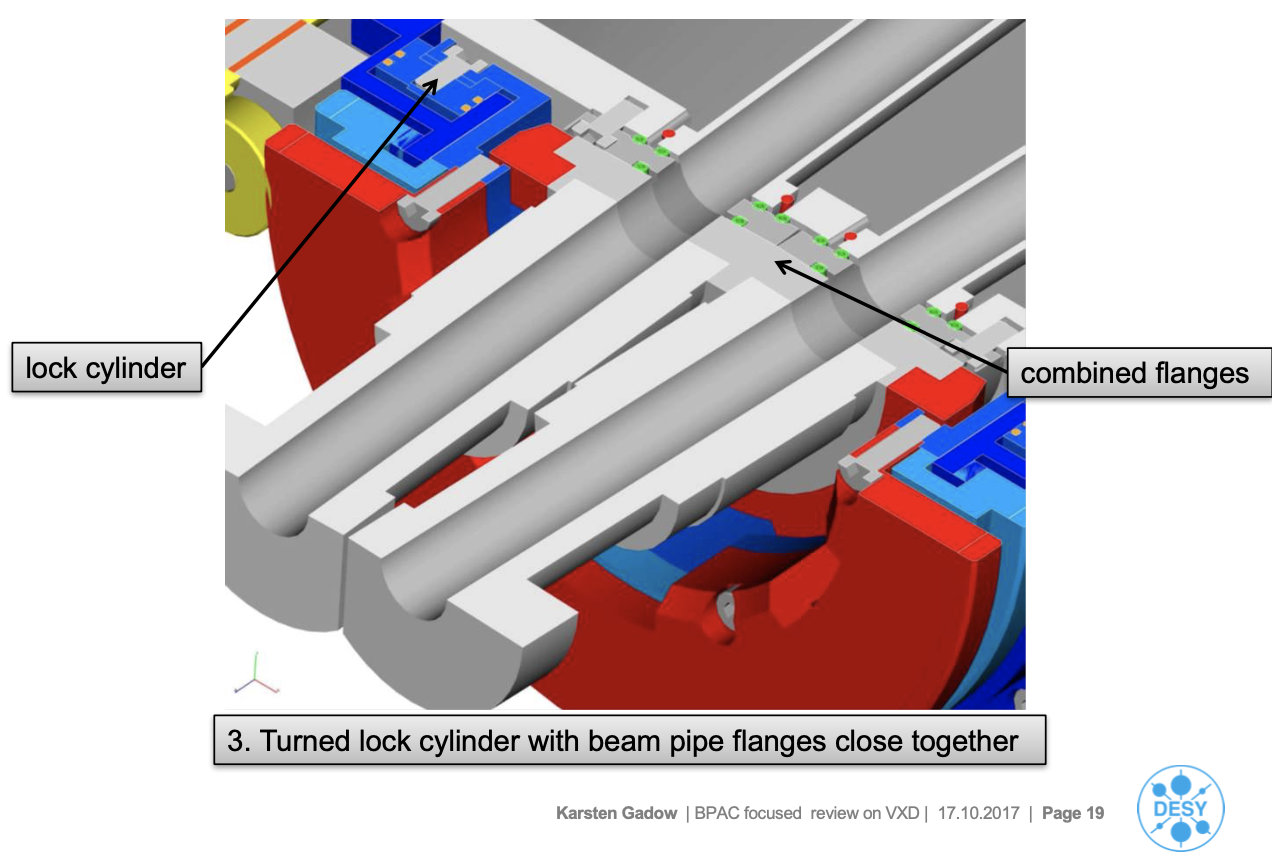 lock cylinder
combined flanges
3. Turned lock cylinder with beam pipe flanges close together
Karsten Gadow | BPAC focused review on VXD | 17.10.2017 | Page 19
DESY